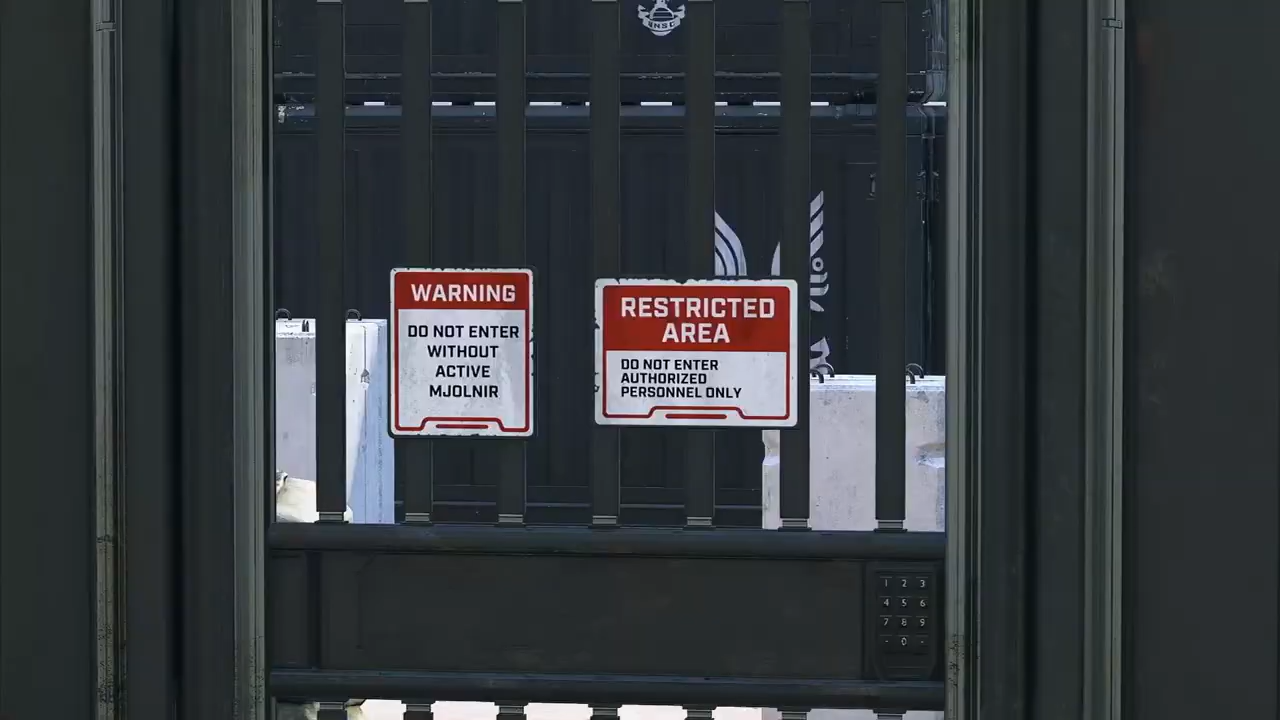 UNSC
WARNING
DO NOT ENTER
WITHOUT
ACTIVE
MJOLNIR
RESTRICTED
AREA
DO NOT ENTER
AUTHORIZED
PERSONNEL ONLY
1 2 3
4 5 6
7 8 9
- 0 -